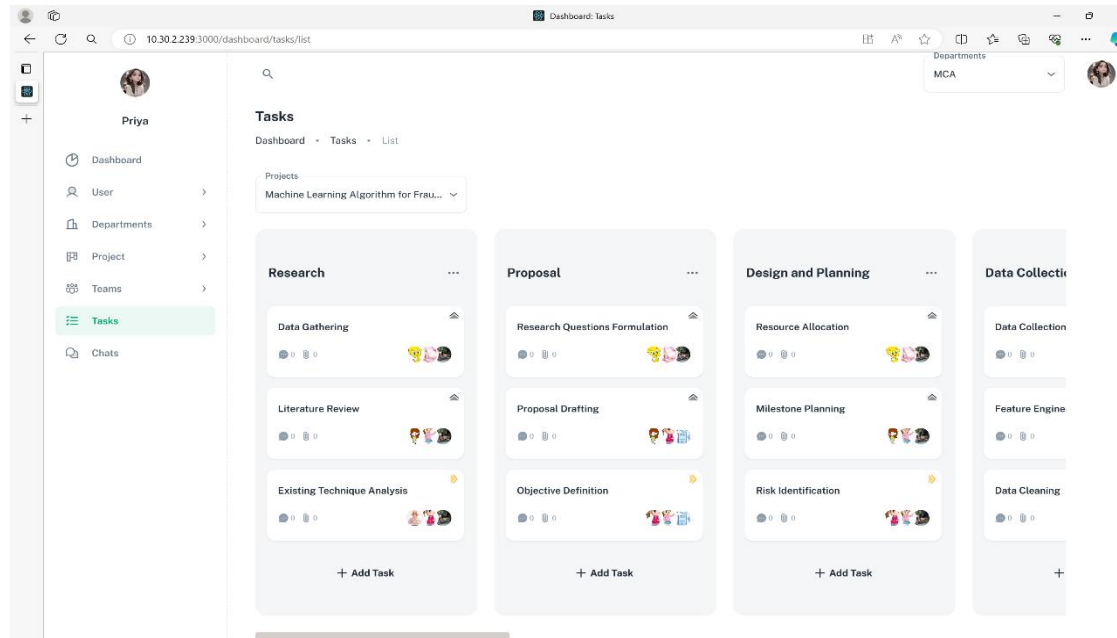 Dashboard: Tasks
10.30.2.239:3000/dashboard/tasks/list
Departments
MCA
Priya
Dashboard
User
Departments
Project
Teams
Tasks
Chats
Tasks
Dashboard • Tasks • List
Projects
Machine Learning Algorithm for Frau...
Research
Data Gathering
0 0
Literature Review
0 0
Existing Technique Analysis
0 0
+ Add Task
Proposal
Research Questions Formulation
0 0
Proposal Drafting
0 0
Objective Definition
0 0
+ Add Task
Design and Planning
Resource Allocation
0 0
Milestone Planning
0 0
Risk Identification
0 0
+ Add Task
Data Collectio
Data Collection
0 0
Feature Engine
0 0
Data Cleaning
0 0
+